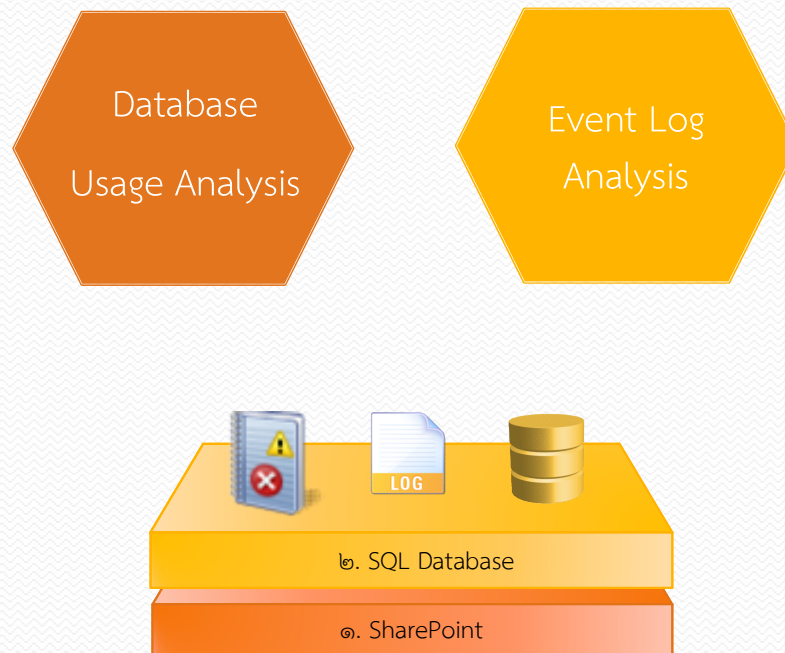 Database
Usage Analysis
Event Log
Analysis
LOG
๒. SQL Database
๑. SharePoint